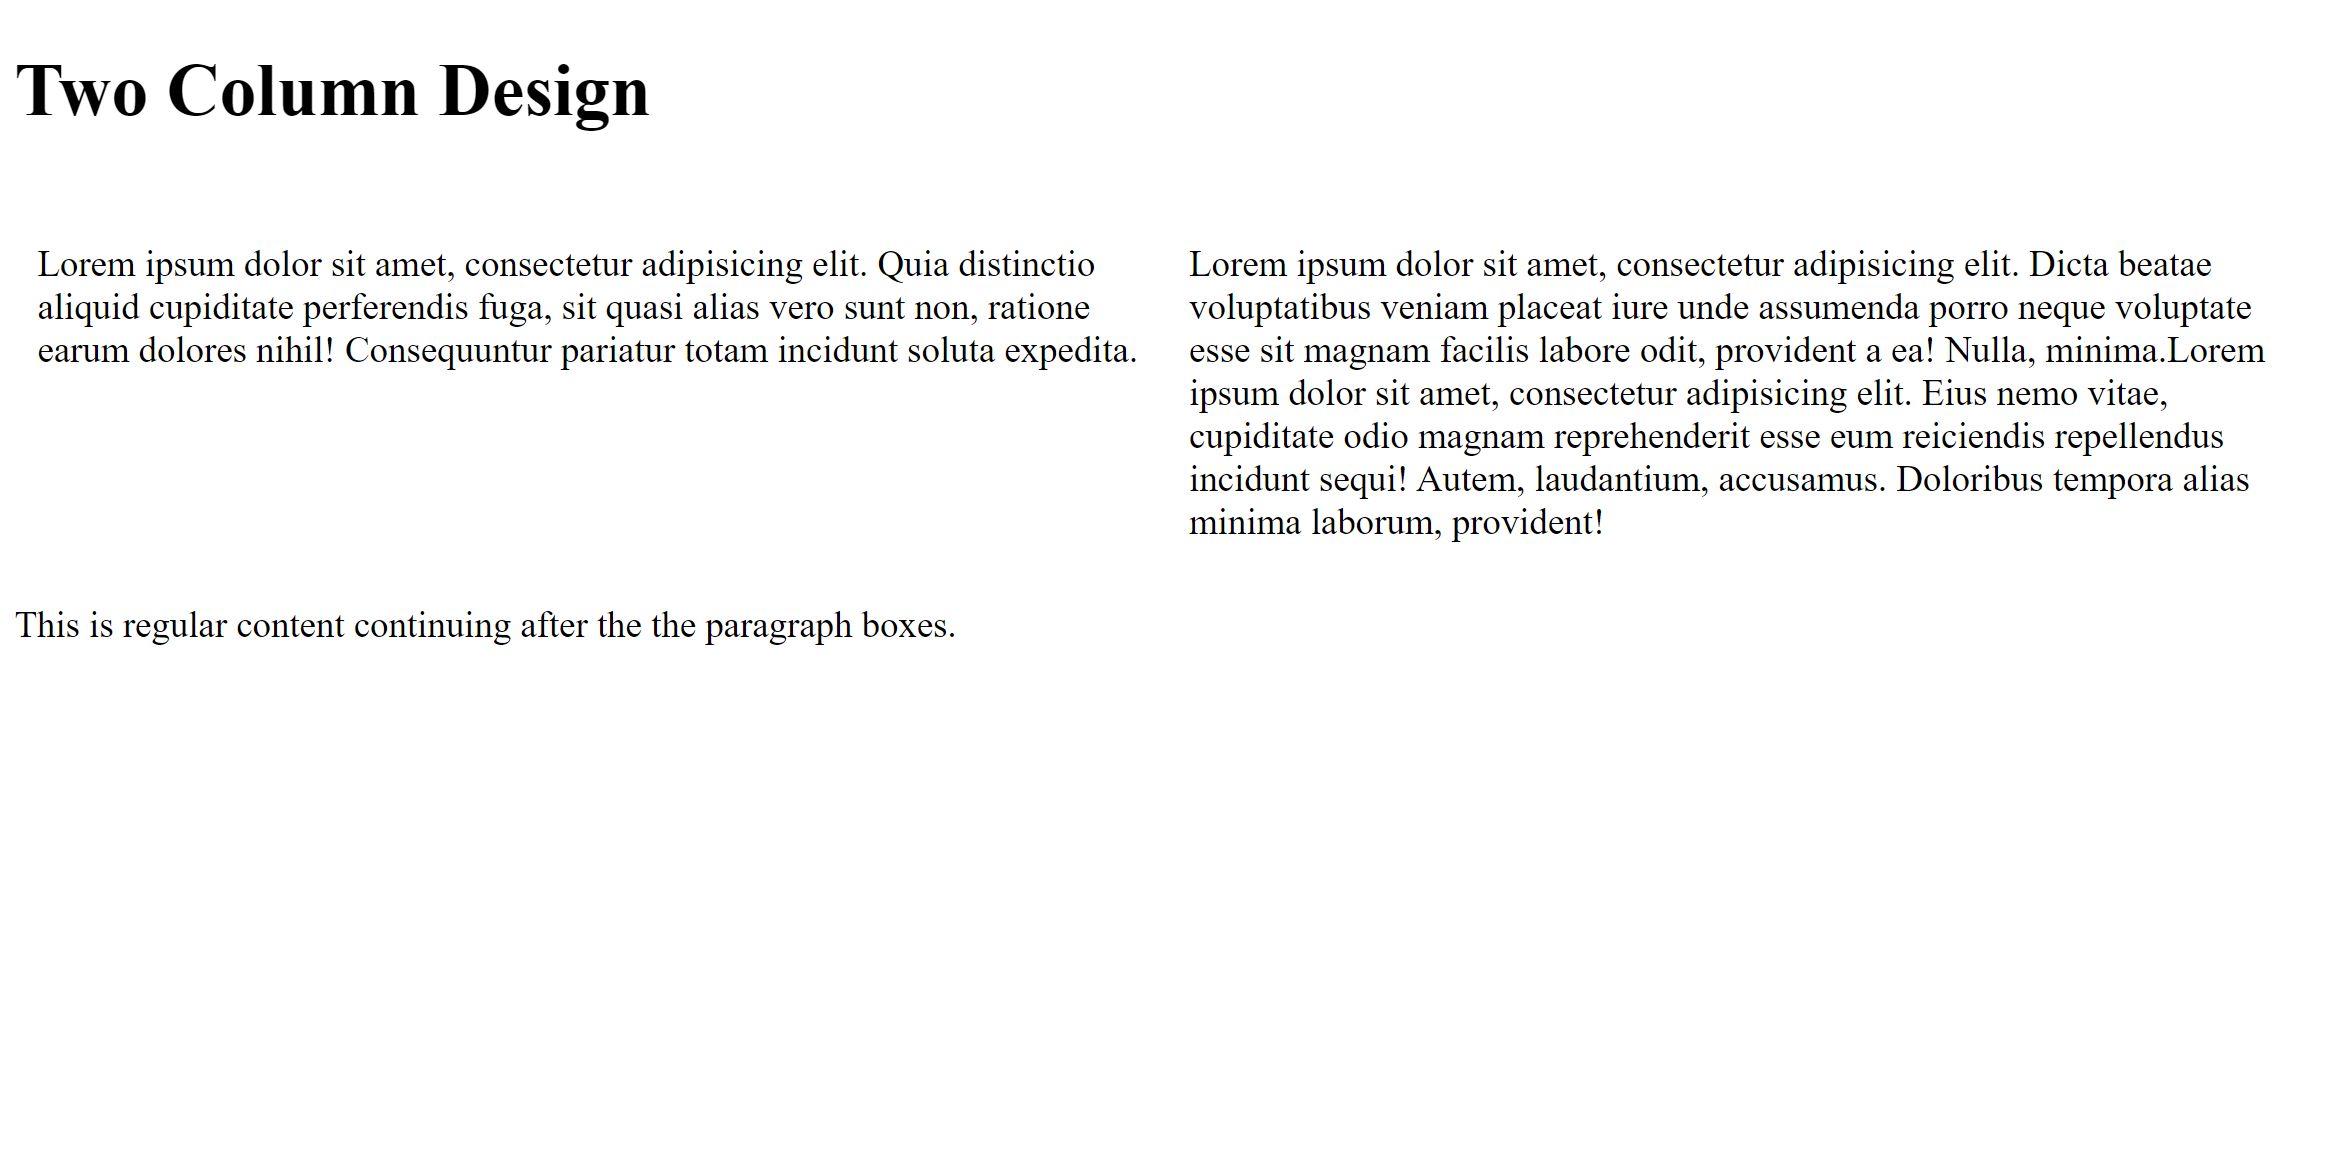 Two Column Design
Lorem ipsum dolor sit amet, consectetur adipisicing elit. Quia distinctio
aliquid cupiditate perferendis fuga, sit quasi alias vero sunt non, ratione
earum dolores nihil! Consequuntur pariatur totam incidunt soluta expedita.
Lorem ipsum dolor sit amet, consectetur adipisicing elit. Dicta beatae
voluptatibus veniam placeat iure unde assumenda porro neque voluptate
esse sit magnam facilis labore odit, provident a ea! Nulla, minima.Lorem
ipsum dolor sit amet, consectetur adipisicing elit. Eius nemo vitae,
cupiditate odio magnam reprehenderit esse eum reiciendis repellendus
incidunt sequi! Autem, laudantium, accusamus. Doloribus tempora alias
minima laborum, provident!
This is regular content continuing after the the paragraph boxes.